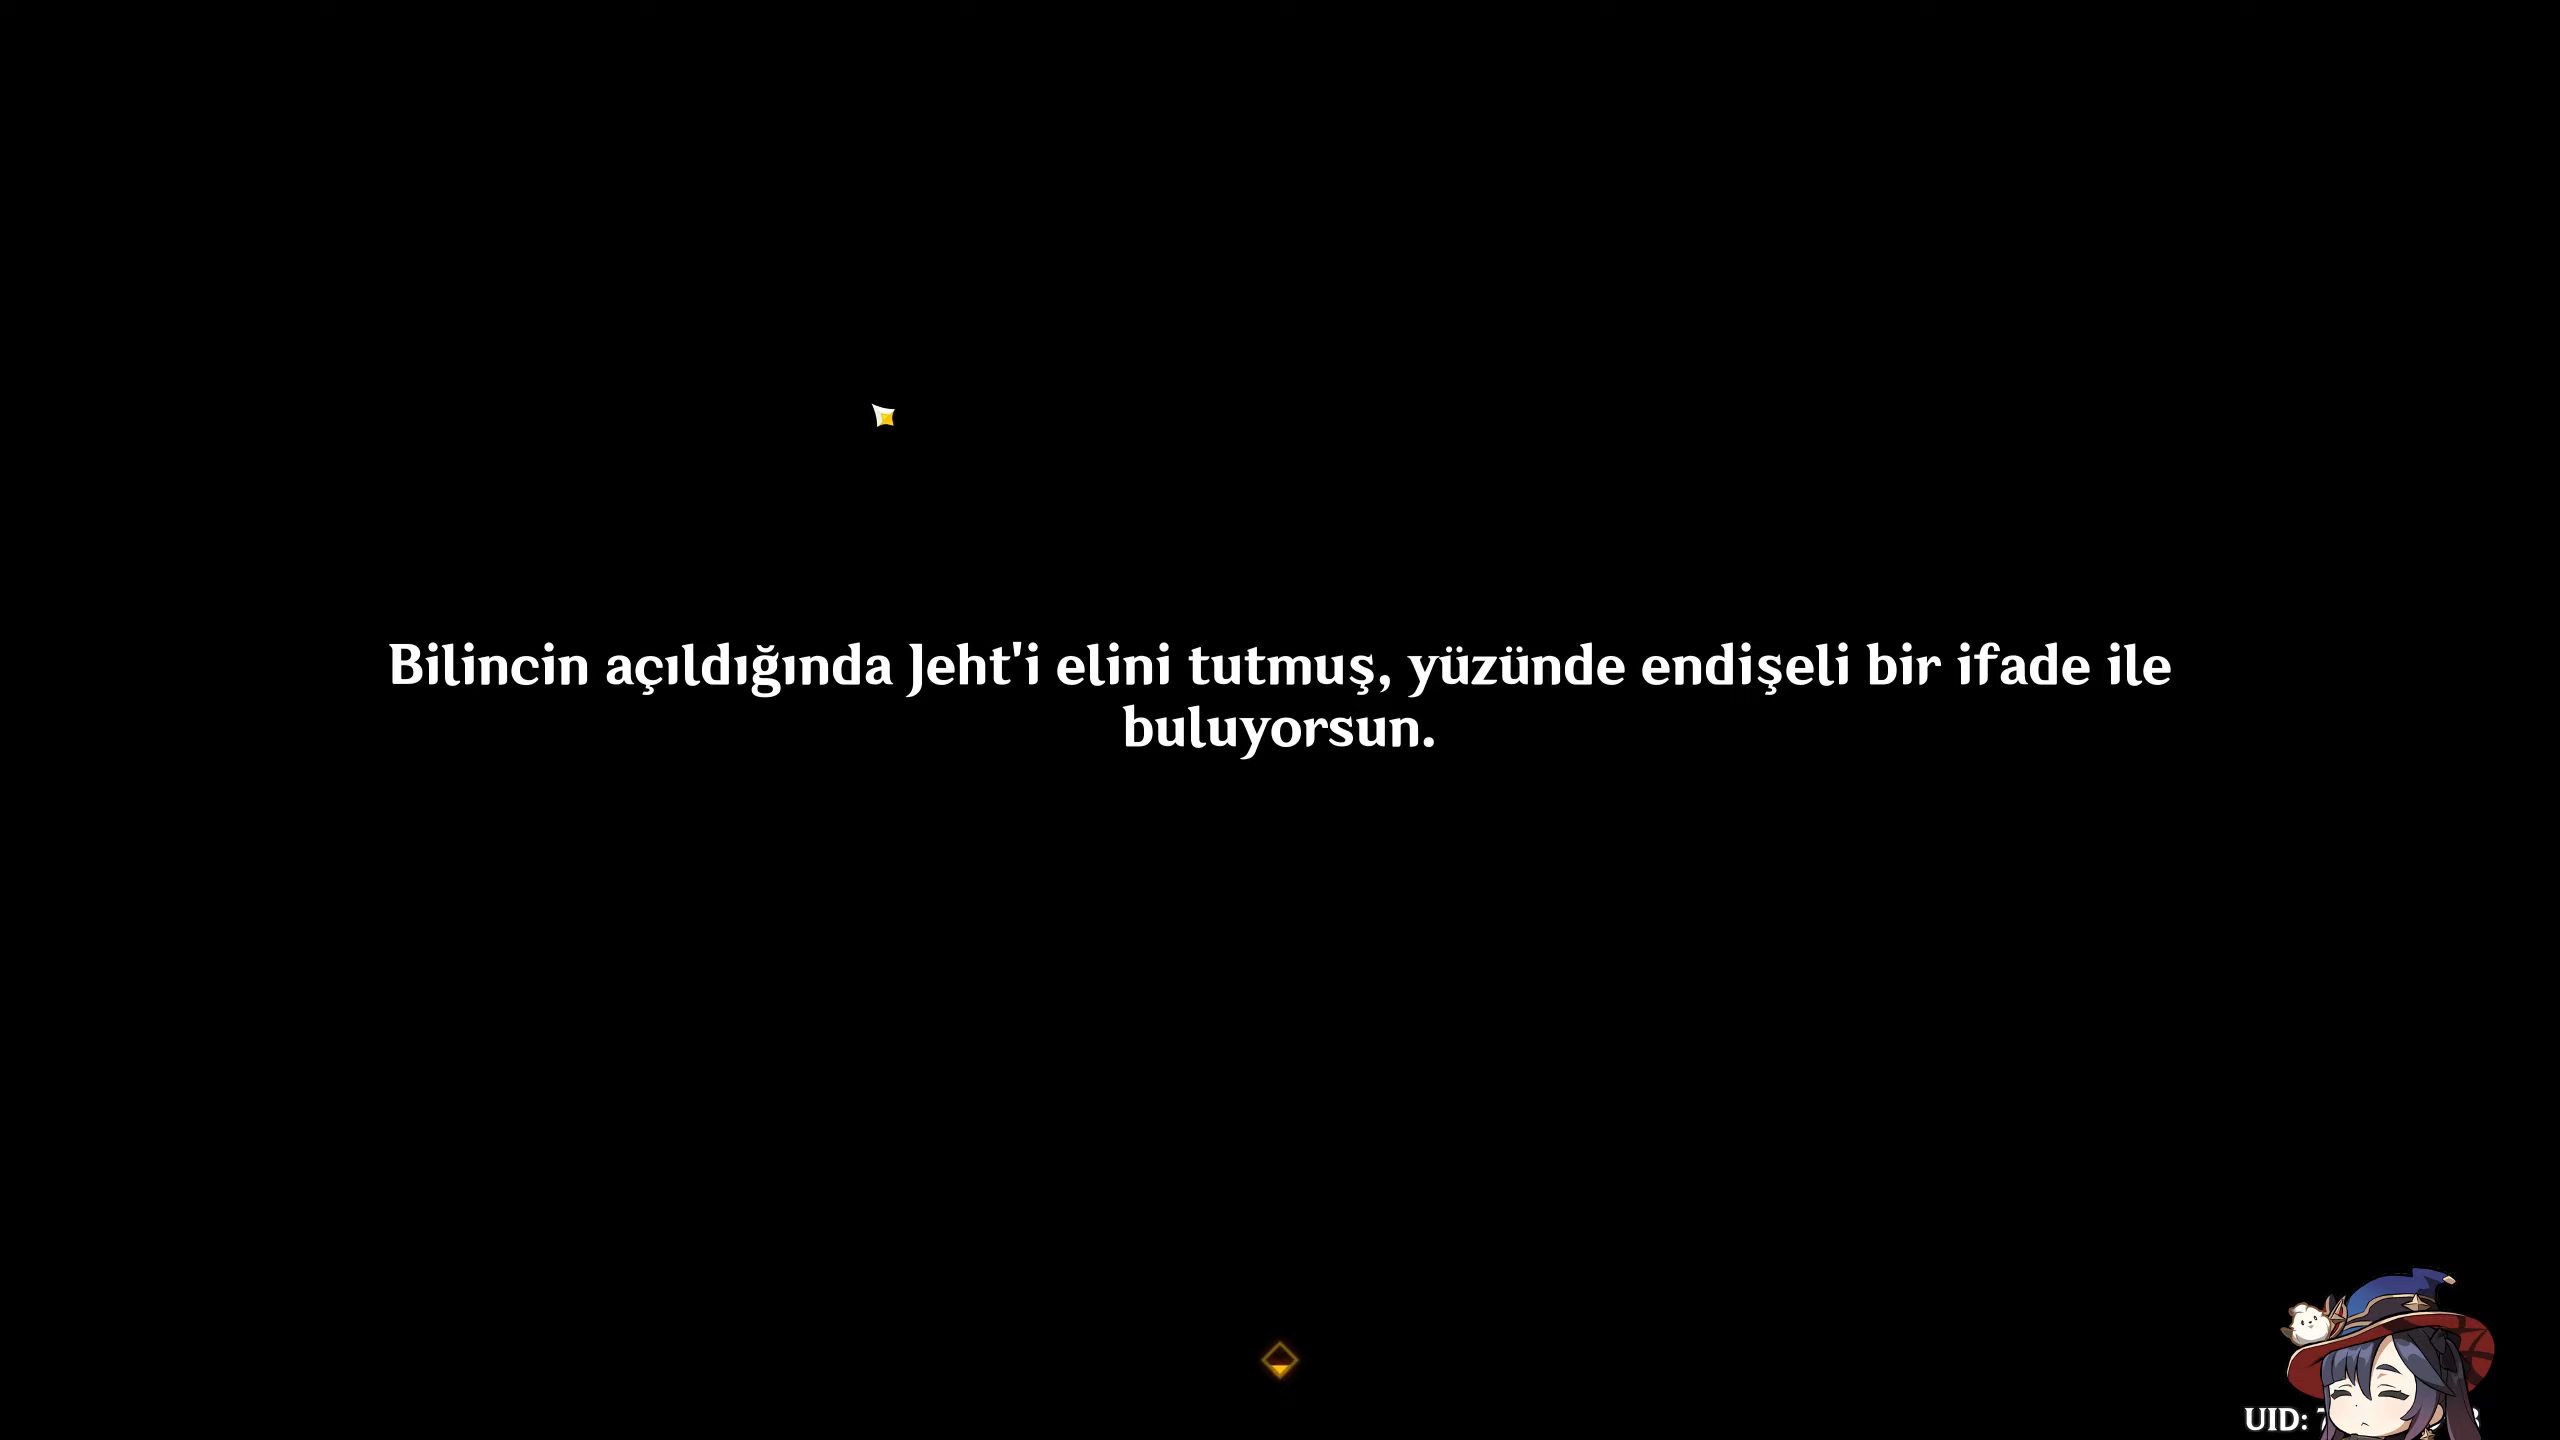 Bilincin açıldığında Jeht'i elini tutmuş, yüzünde endişeli bir ifade ile
buluyorsun.
UID: